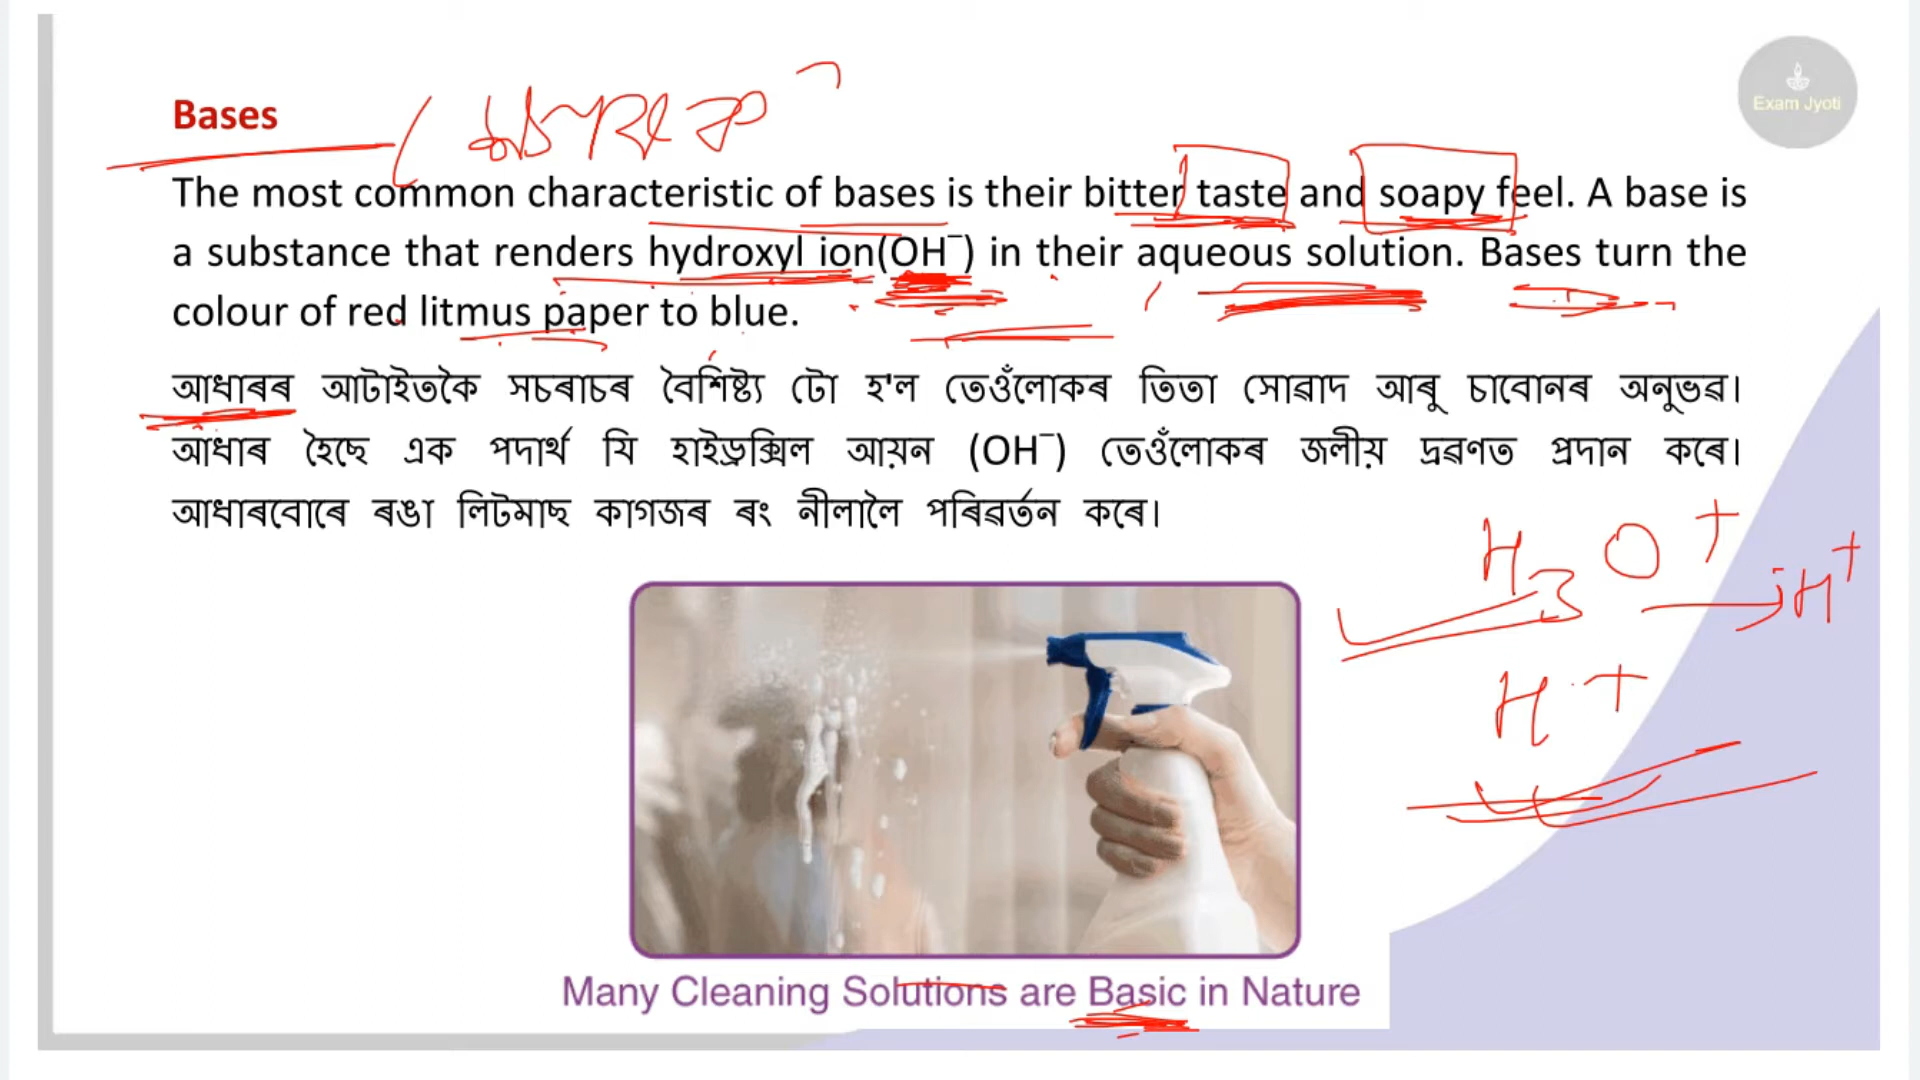 Exam Jyoti
Bases
The most common characteristic of bases is their bitter taste and soapy feel. A base is
a substance that renders hydroxyl ion(OH⁻) in their aqueous solution. Bases turn the
colour of red litmus paper to blue.
আধাৰৰ আটাইতকৈ সচৰাচৰ বৈশিষ্ট্য টো হ'ল তেওঁলোকৰ তিতা সোৱাদ আৰু চাবোনৰ অনুভৱ।
আধাৰ হৈছে এক পদাৰ্থ যি হাইড্ৰক্সিল আয়ন (OH⁻) তেওঁলোকৰ জলীয় দ্ৰৱণত প্ৰদান কৰে।
আধাৰবোৰে ৰঙা লিটমাছ কাগজৰ ৰং নীলালৈ পৰিৱৰ্তন কৰে।
H₃O⁺
H⁺
H⁺
Many Cleaning Solutions are Basic in Nature